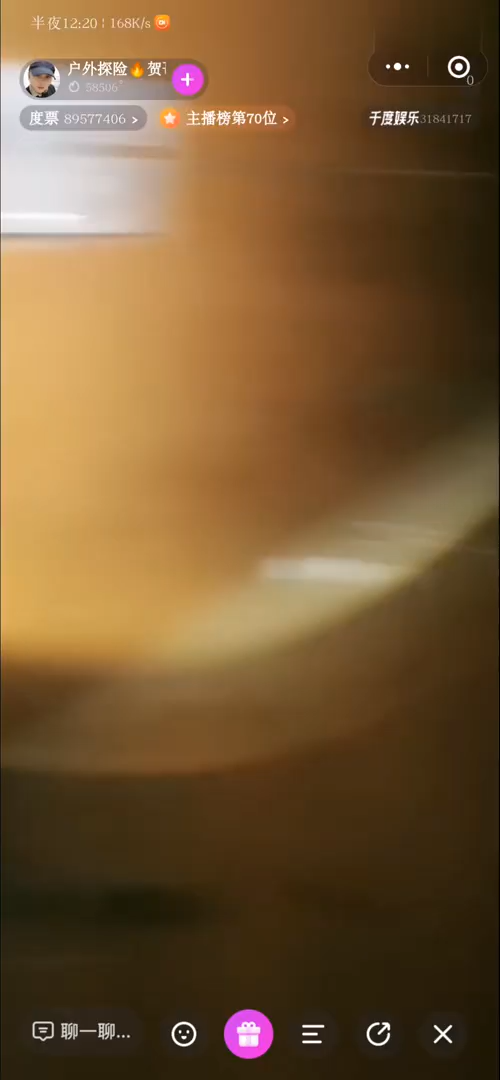 半夜12:20 | 168K/s
户外探险🔥贺
58506
度票 89577406 >
主播榜第70位 >
千度娱乐31841717
0
聊一聊...